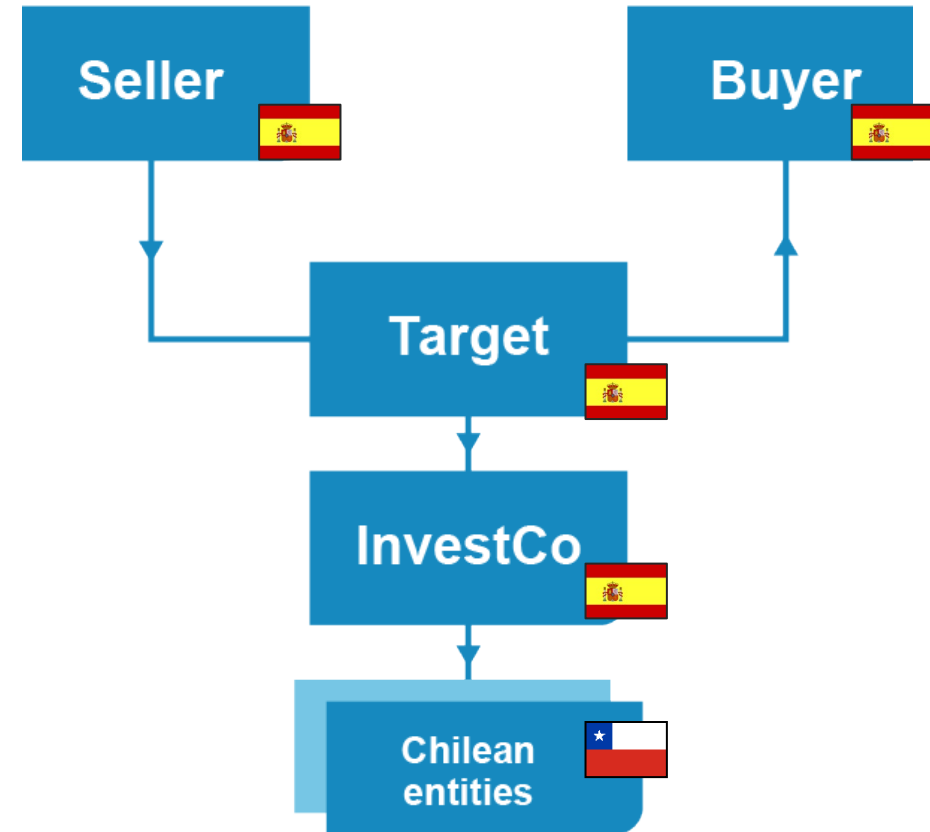 Seller
Buyer
Target
InvestCo
Chilean
entities